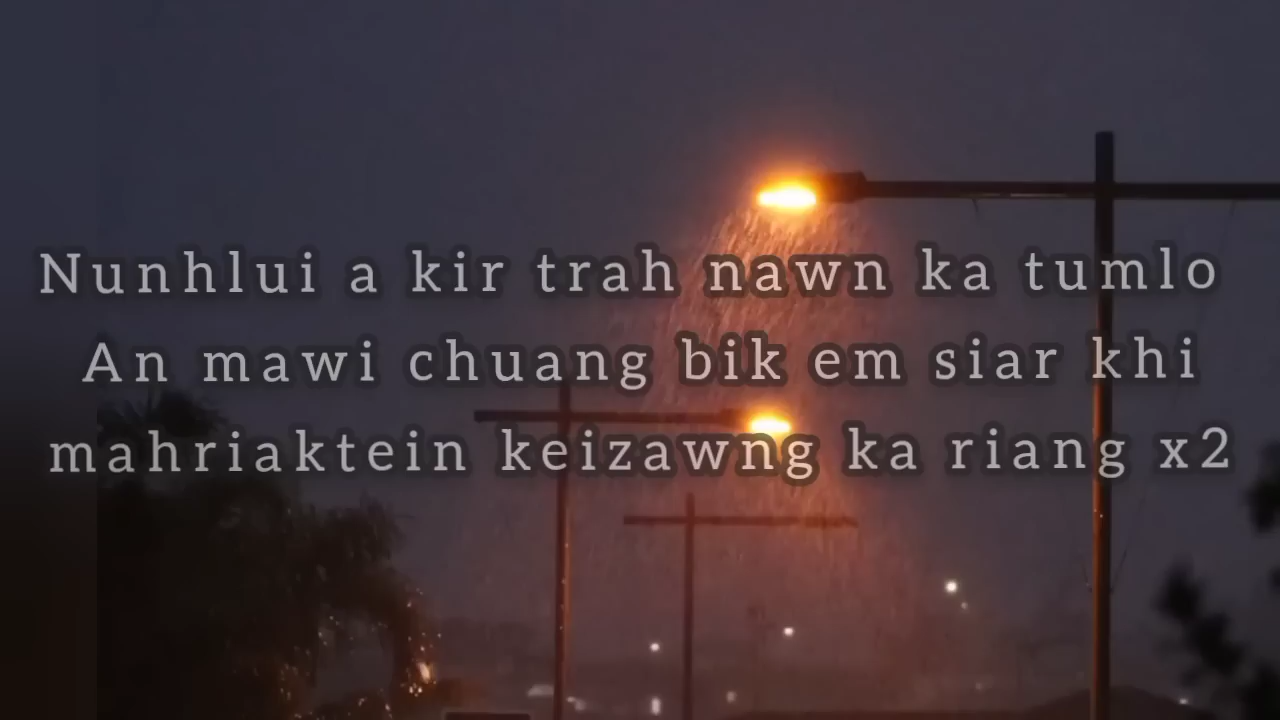 Nunhlui a kir trah nawn ka tumlo
An mawi chuang bik em siar khi
mahriaktein keizawng ka riang x2